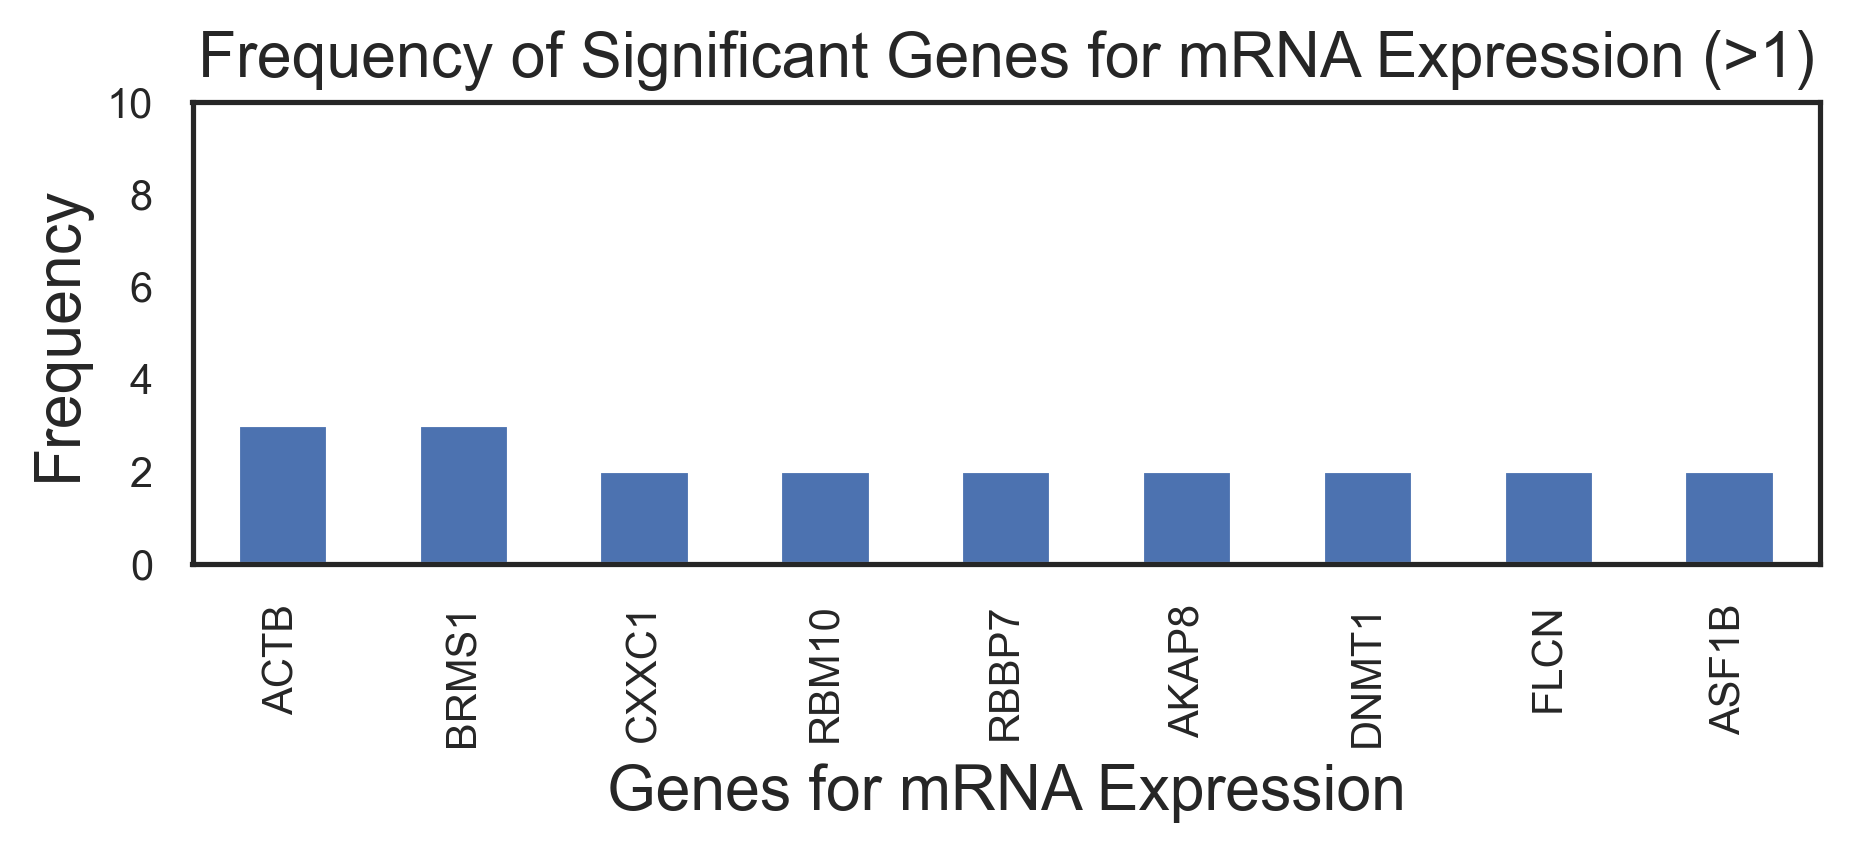 Frequency of Significant Genes for mRNA Expression (>1)
Frequency
10
8
6
4
2
0
ACTB
BRMS1
CXXC1
RBM10
RBBP7
AKAP8
DNMT1
FLCN
ASF1B
Genes for mRNA Expression